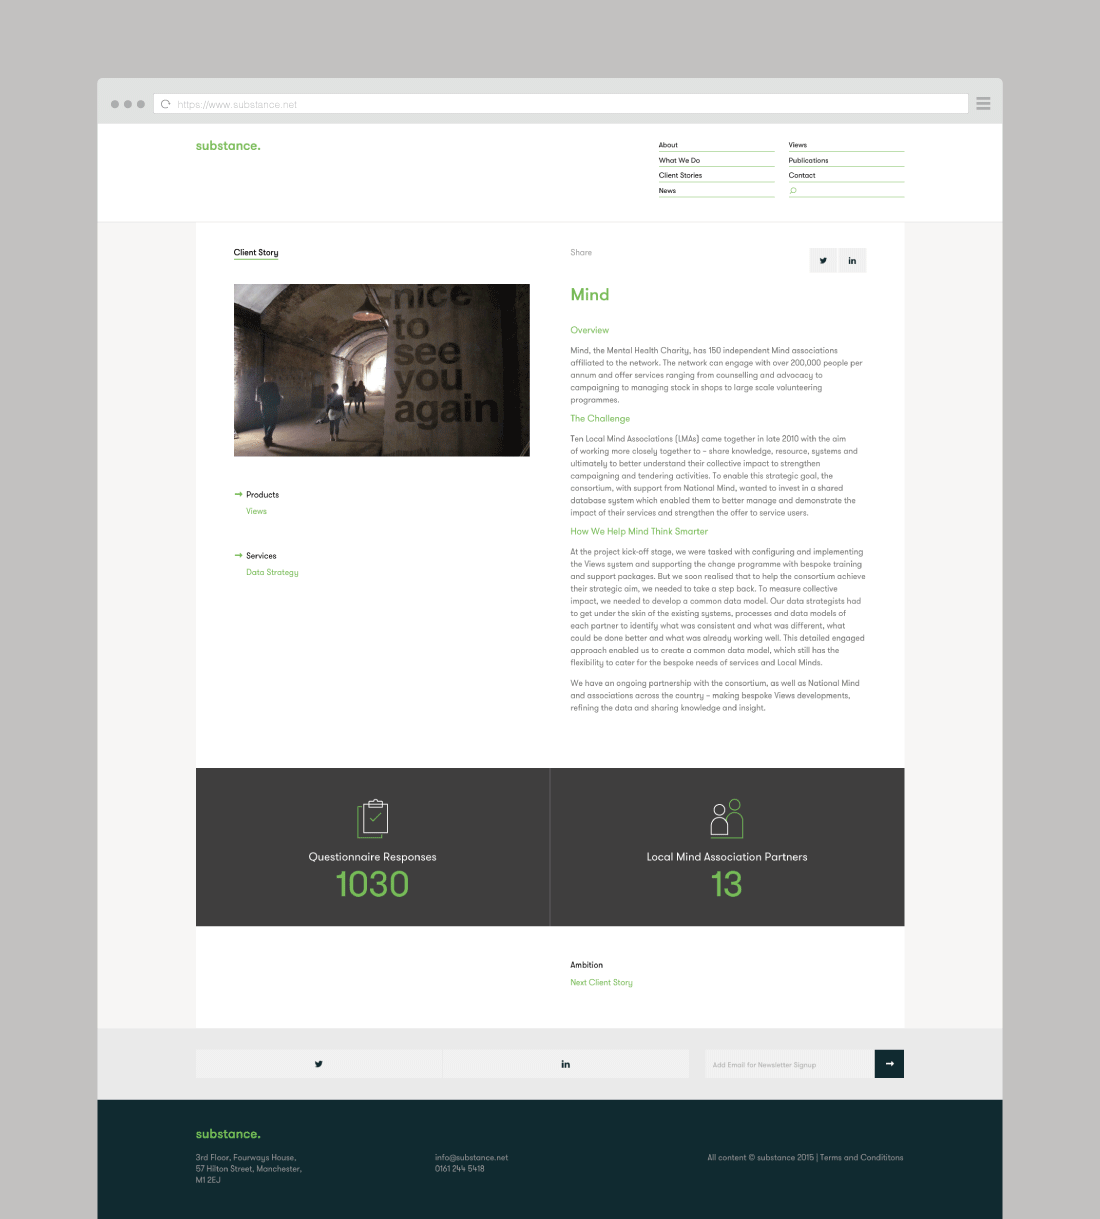 https://www.substance.net
substance.
About
What We Do
Client Stories
News
Views
Publications
Contact
Client Story
nice
to
see
you
again
Products
Views
Services
Data Strategy
Share
Mind
Overview
Mind, the Mental Health Charity, has 150 independent Mind associations
affiliated to the network. The network can engage with over 200,000 people per
annum and offer services ranging from counselling and advocacy to
campaigning to managing stock in shops to large scale volunteering
programmes.
The Challenge
Ten Local Mind Associations (LMAs) came together in late 2010 with the aim
of working more closely together to – share knowledge, resource, systems and
ultimately to better understand their collective impact to strengthen
campaigning and tendering activities. To enable this strategic goal, the
consortium, with support from National Mind, wanted to invest in a shared
database system which enabled them to better manage and demonstrate the
impact of their services and strengthen the offer to service users.
How We Help Mind Think Smarter
At the project kick-off stage, we were tasked with configuring and implementing
the Views system and supporting the change programme with bespoke training
and support packages. But we soon realised that to help the consortium achieve
their strategic aim, we needed to take a step back. To measure collective
impact, we needed to develop a common data model. Our data strategists had
to get under the skin of the existing systems, processes and data models of
each partner to identify what was consistent and what was different, what
could be done better and what was already working well. This detailed engaged
approach enabled us to create a common data model, which still has the
flexibility to cater for the bespoke needs of services and Local Minds.
We have an ongoing partnership with the consortium, as well as National Mind
and associations across the country – making bespoke Views developments,
refining the data and sharing knowledge and insight.
Questionnaire Responses
1030
Local Mind Association Partners
13
Ambition
Next Client Story
Add Email for Newsletter Signup
substance.
3rd Floor, Fourways House,
57 Hilton Street, Manchester,
M1 2EJ
info@substance.net
0161 244 5418
All content © substance 2015 | Terms and Condititons